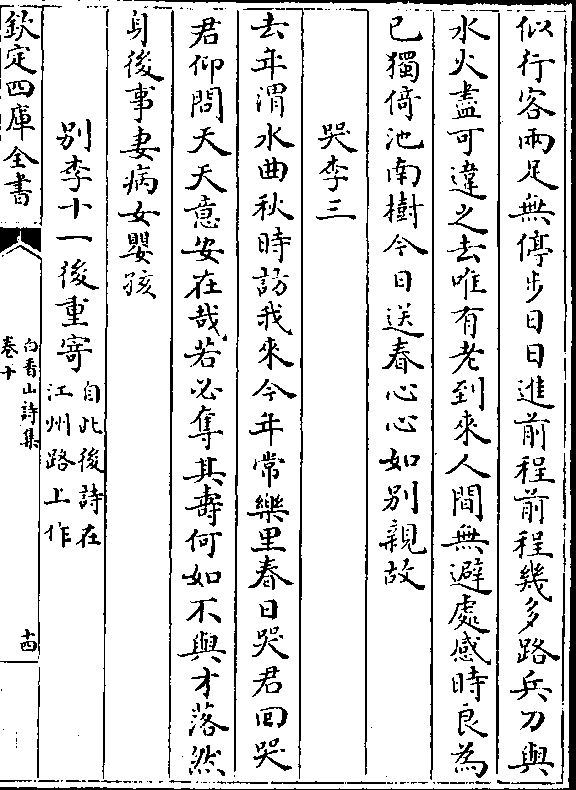 似行客兩足無停步日日進前程前程幾多路兵刀與
水火盡可違之去唯有老到來人間無避處感時良為
已獨倚池南樹今日送春心心如別親故
哭李三
去年渭水曲秋時訪我來今年常樂里春日哭君回哭
君仰問天天意安在哉若必奪其壽何如不與才落然
身後事妻病女嬰孩
別李十一後重寄
自此後詩在
江州路上作
欽定四庫全書
白香山詩集
卷十
十四